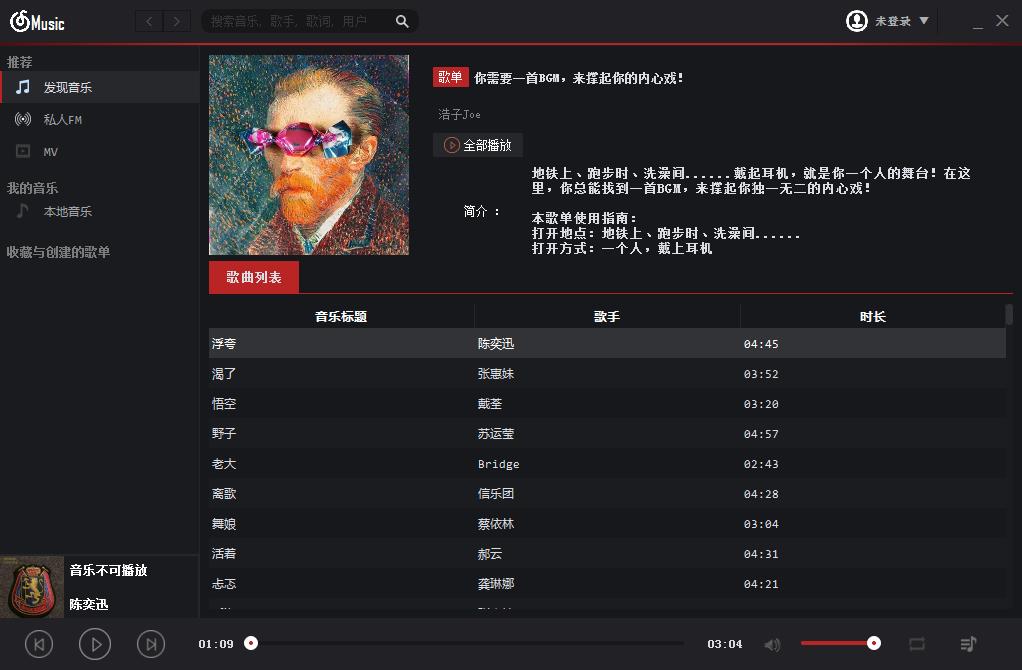 Music
搜索音乐, 歌手, 歌词, 用户
未登录
推荐
发现音乐
私人FM
MV
我的音乐
本地音乐
收藏与创建的歌单
歌单 你需要一首BGM，来撑起你的内心戏！
浩子Joe
全部播放
简介：
地铁上、跑步时、洗澡间......戴起耳机，就是你一个人的舞台！在这
里，你总能找到一首BGM，来撑起你独一无二的内心戏！
本歌单使用指南：
打开地点：地铁上、跑步时、洗澡间......
打开方式：一个人，戴上耳机
歌曲列表
音乐标题 歌手 时长
浮夸 陈奕迅 04:45
渴了 张惠妹 03:52
悟空 戴荃 03:20
野子 苏运莹 04:57
老大 Bridge 02:43
离歌 信乐团 04:28
舞娘 蔡依林 03:04
活着 郝云 04:31
忐忑 龚琳娜 04:21
音乐不可播放
陈奕迅
01:09
03:04